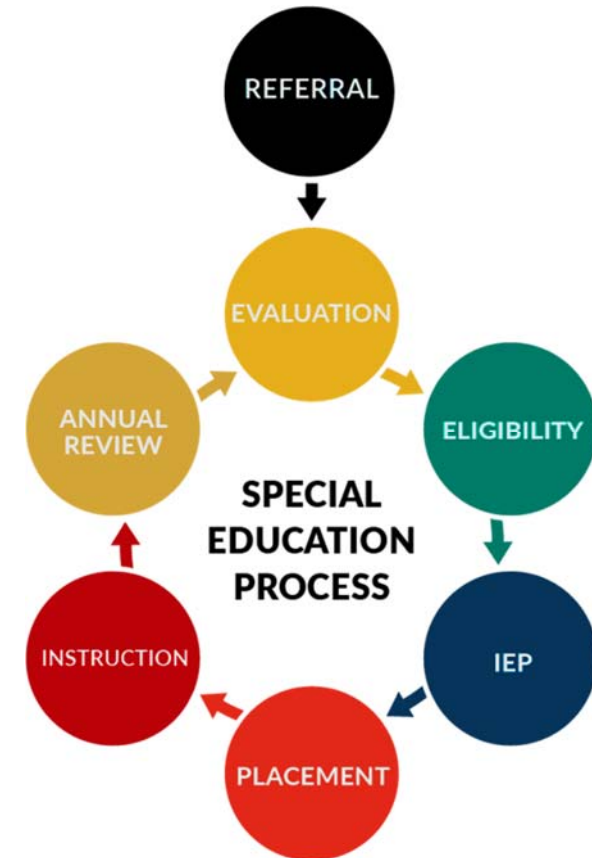 REFERRAL
EVALUATION
ELIGIBILITY
IEP
PLACEMENT
INSTRUCTION
ANNUAL
REVIEW
SPECIAL
EDUCATION
PROCESS